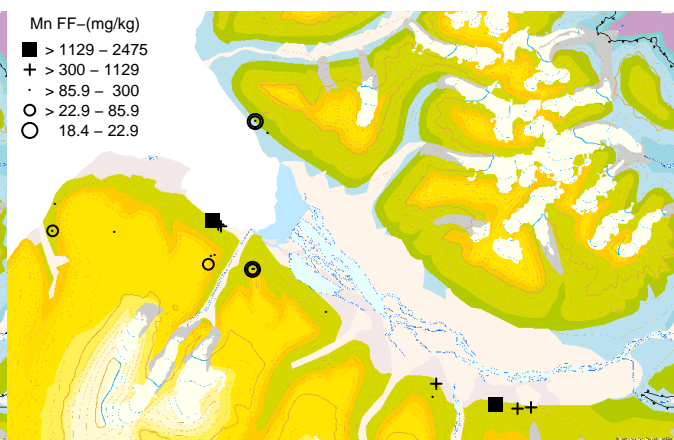 Mn FF−(mg/kg)
> 1129 − 2475
> 300 − 1129
> 85.9 − 300
> 22.9 − 85.9
18.4 − 22.9